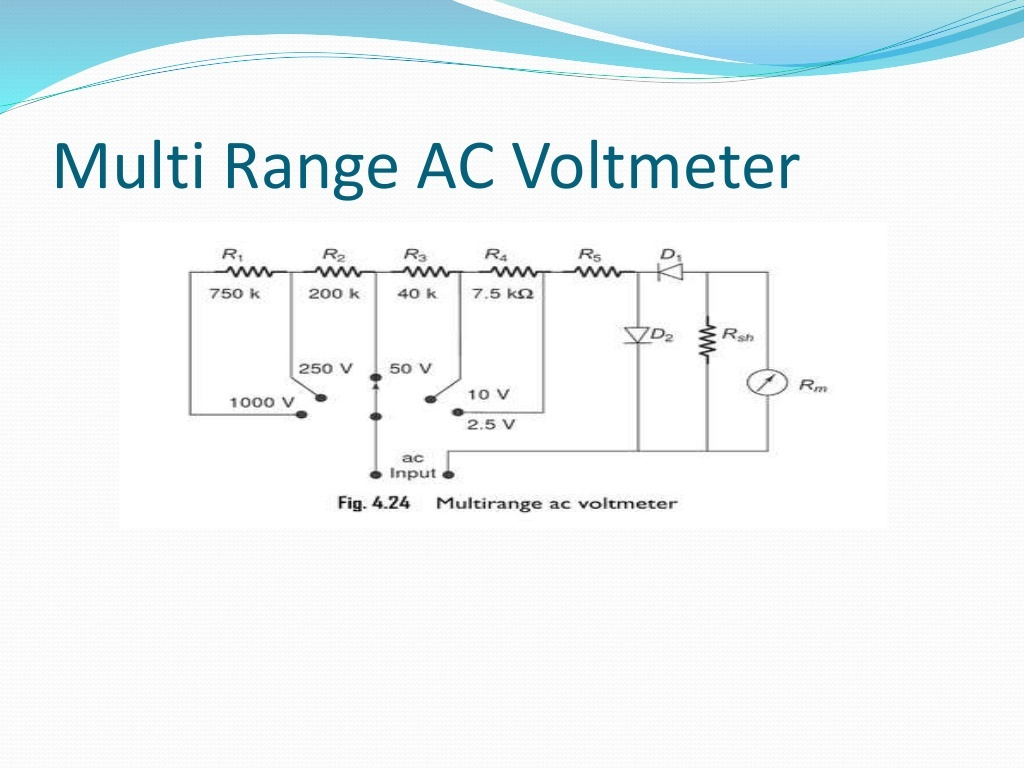 Multi Range AC Voltmeter
R1 R2 R3 R4 R5 D1
750 k 200 k 40 k 7.5 kΩ
D2 Rsh
250 V 50 V
Rm
1000 V 10 V
2.5 V
ac
Input
Fig. 4.24 Multirange ac voltmeter